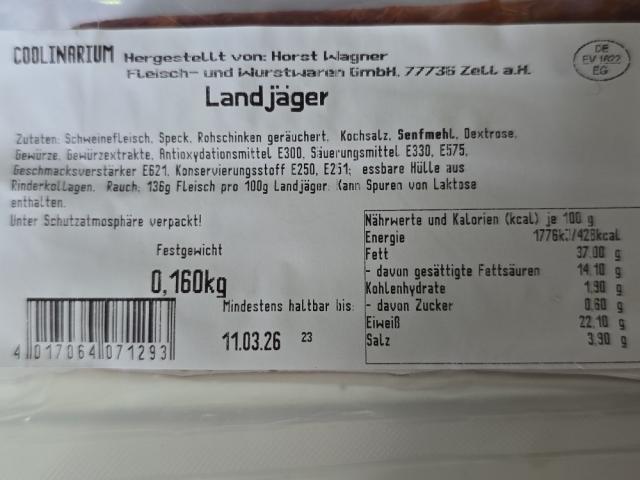 COOLINARIUM Hergestellt von: Horst Wagner
Fleisch- und Wurstwaren GmbH, 77736 Zell a.H.
DE
EV 1622
EG
Landjäger
Zutaten: Schweinefleisch, Speck, Rohschinken geräuchert, Kochsalz, Senfmehl, Dextrose,
Gewürze, Gewürzextrakte, Antioxydationsmittel E300, Säuerungsmittel E330, E575,
Geschmacksverstärker E621, Konservierungsstoff E250, E251; essbare Hülle aus
Rinderkollagen, Rauch; 136g Fleisch pro 100g Landjäger. Kann Spuren von Laktose
enthalten.
Unter Schutzatmosphäre verpackt!
Festgewicht
0,160kg
Mindestens haltbar bis:
11.03.26 23
4 017064 071293
Nährwerte und Kalorien (kcal) je 100 g
Energie 1776kJ/428kcal
Fett 37.00 g
- davon gesättigte Fettsäuren 14.10 g
Kohlenhydrate 1.90 g
- davon Zucker 0.60 g
Eiweiß 22.10 g
Salz 3.90 g